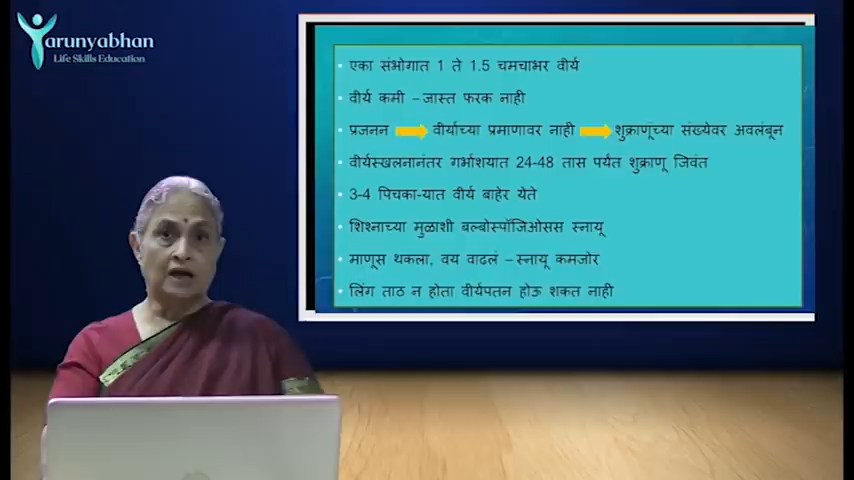 Tarunyabhan
Life Skills Education
• एका संभोगात 1 ते 1.5 चमचाभर वीर्य
• वीर्य कमी – जास्त फरक नाही
• प्रजनन ➡ वीर्याच्या प्रमाणावर नाही ➡ शुक्राणूंच्या संख्येवर अवलंबून
• वीर्यस्खलनानंतर गर्भाशयात 24-48 तास पर्यंत शुक्राणू जिवंत
• 3-4 पिचका-यात वीर्य बाहेर येते
• शिश्नाच्या मुळाशी बल्बोस्पॉंजिओसस स्नायू
• माणूस थकला, वय वाढलं – स्नायू कमजोर
• लिंग ताठ न होता वीर्यपतन होऊ शकत नाही